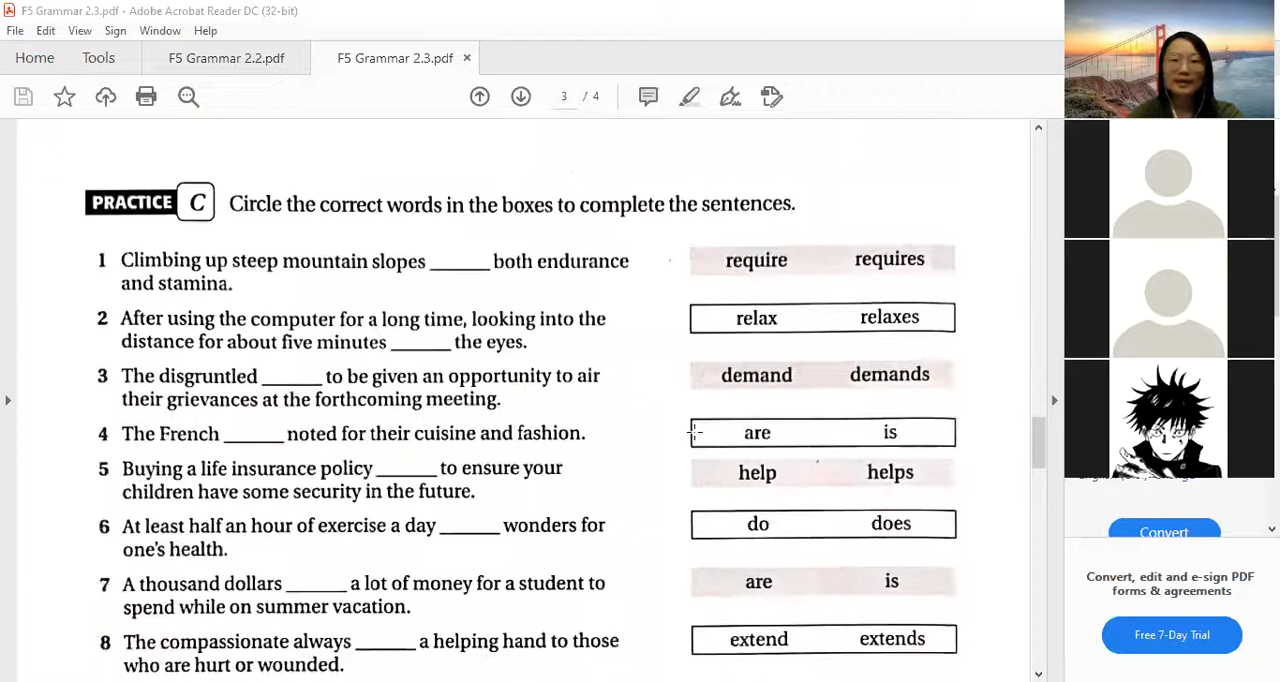 F5 Grammar 2.3.pdf - Adobe Acrobat Reader DC (32-bit)
File Edit View Sign Window Help
Home Tools F5 Grammar 2.2.pdf F5 Grammar 2.3.pdf ×
3 / 4
PRACTICE C Circle the correct words in the boxes to complete the sentences.
1 Climbing up steep mountain slopes ______ both endurance require requires
and stamina.
2 After using the computer for a long time, looking into the relax relaxes
distance for about five minutes ______ the eyes.
3 The disgruntled ______ to be given an opportunity to air demand demands
their grievances at the forthcoming meeting.
4 The French ______ noted for their cuisine and fashion. are is
5 Buying a life insurance policy ______ to ensure your help helps
children have some security in the future.
6 At least half an hour of exercise a day ______ wonders for do does
one's health.
7 A thousand dollars ______ a lot of money for a student to are is
spend while on summer vacation.
8 The compassionate always ______ a helping hand to those extend extends
who are hurt or wounded.
Convert
Convert, edit and e-sign PDF
forms & agreements
Free 7-Day Trial